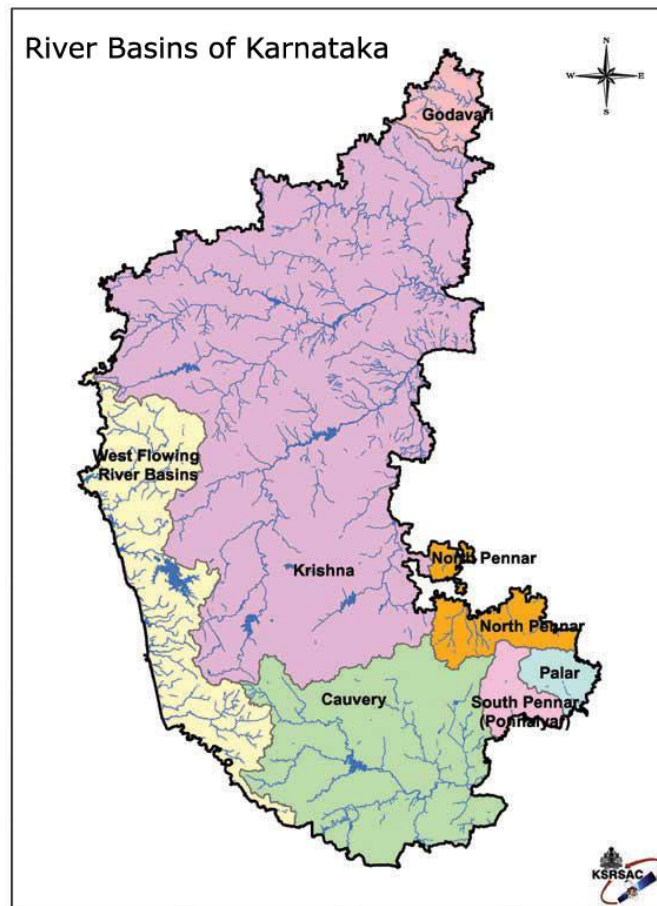 River Basins of Karnataka
N
W
E
S
Godavari
West Flowing
River Basins
Krishna
North Pennar
North Pennar
Palar
Cauvery
South Pennar
(Ponnaiyar)
KSRSAC